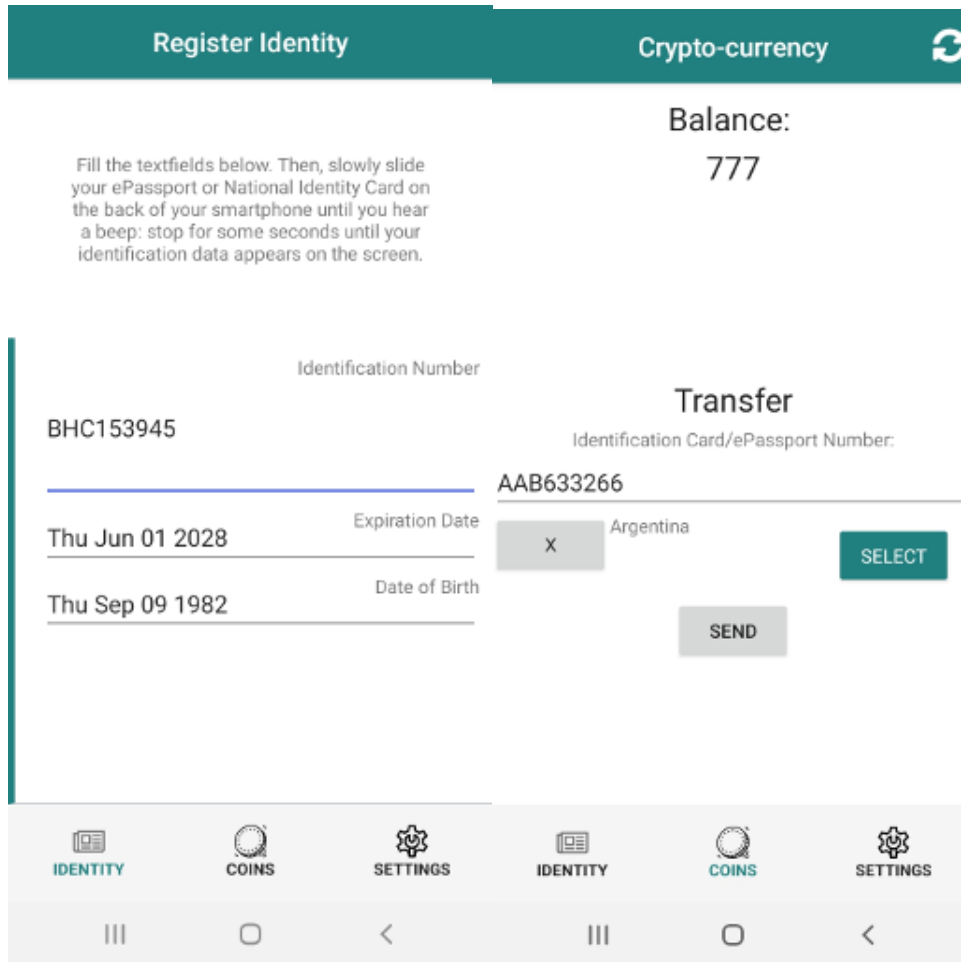 Register Identity
Fill the textfields below. Then, slowly slide
your ePassport or National Identity Card on
the back of your smartphone until you hear
a beep: stop for some seconds until your
identification data appears on the screen.
Identification Number
BHC153945
Expiration Date
Thu Jun 01 2028
Date of Birth
Thu Sep 09 1982
IDENTITY
COINS
SETTINGS
Crypto-currency
Balance:
777
Transfer
Identification Card/ePassport Number:
AAB633266
X
Argentina
SELECT
SEND
IDENTITY
COINS
SETTINGS